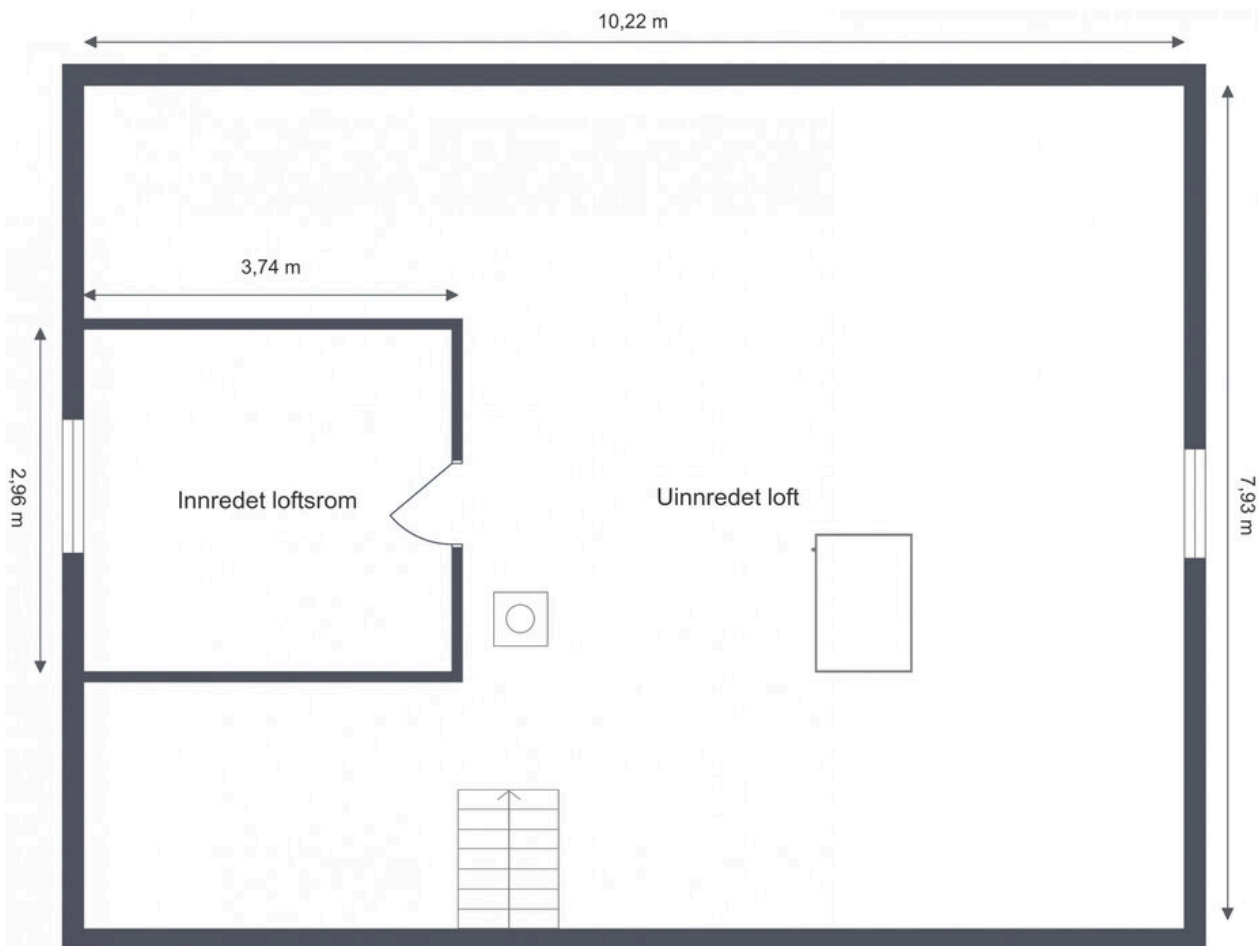 10,22 m
3,74 m
2,96 m
Innredet loftsrom
Uinnredet loft
7,93 m